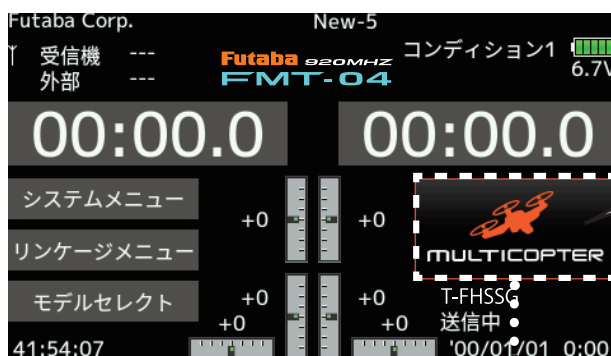 Futaba Corp.
New-5
受信機 ---
外部 ---
Futaba 920MHZ
FMT-04
コンディション1
6.7V
00:00.0
00:00.0
システムメニュー
リンケージメニュー
モデルセレクト
+0
+0
+0
+0
+0
+0
MULTICOPTER
T-FHSSG
送信中
41:54:07
'00/01/01 0:00